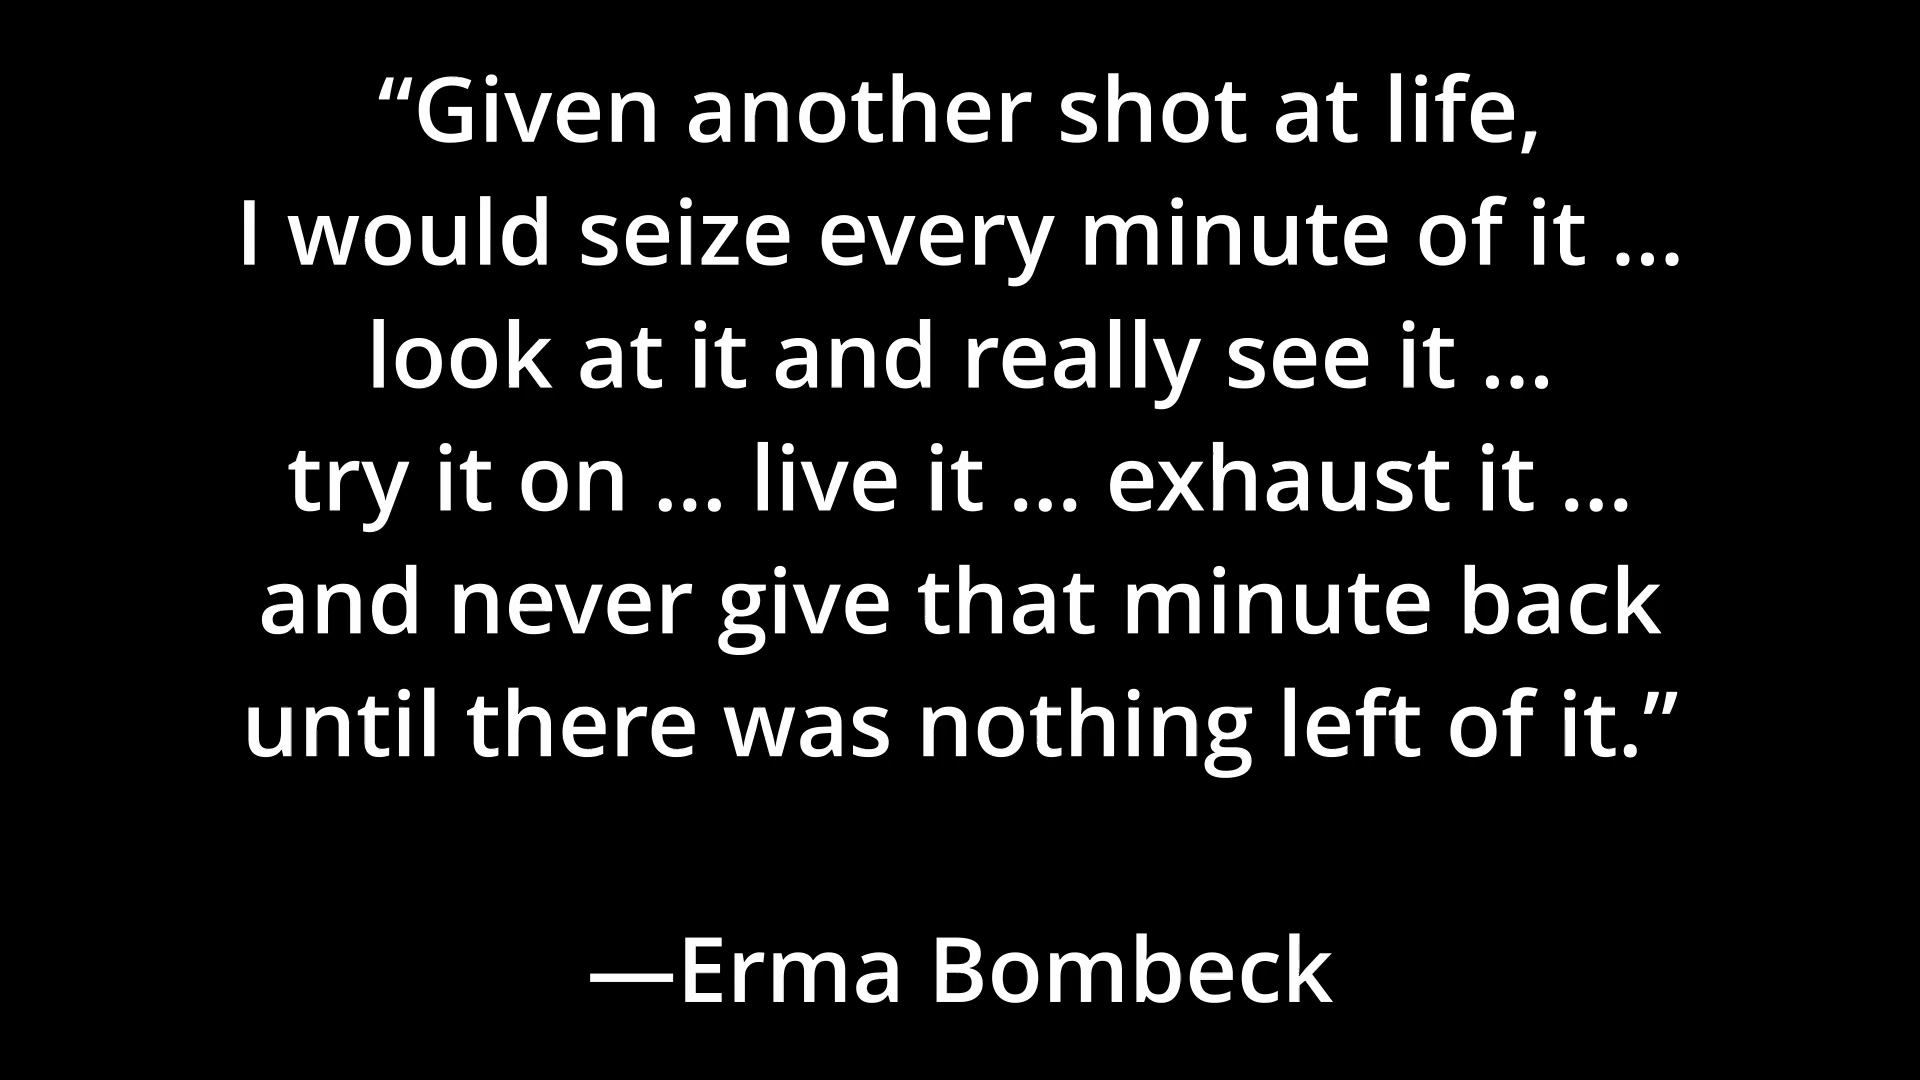 “Given another shot at life,
I would seize every minute of it ...
look at it and really see it ...
try it on ... live it ... exhaust it ...
and never give that minute back
until there was nothing left of it.”
—Erma Bombeck